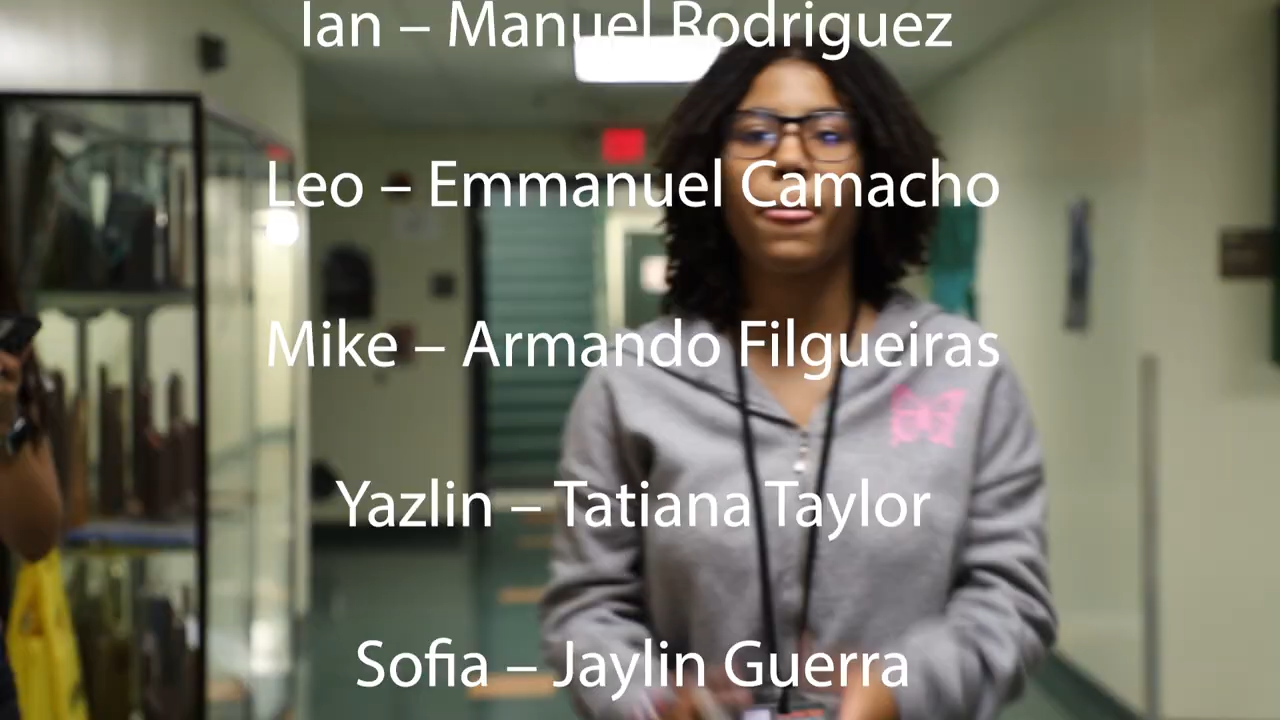 Ian – Manuel Rodriguez
Leo – Emmanuel Camacho
Mike – Armando Filgueiras
Yazlin – Tatiana Taylor
Sofia – Jaylin Guerra